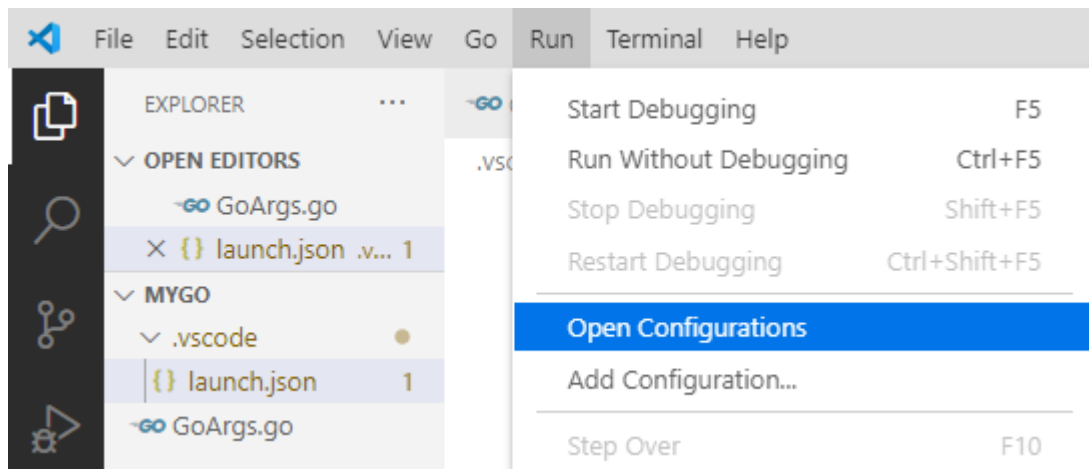 File Edit Selection View Go Run Terminal Help
EXPLORER ...
OPEN EDITORS
GO GoArgs.go
{} launch.json .v... 1
MYGO
.vscode
{} launch.json 1
GO GoArgs.go
GO
.vsc
Start Debugging F5
Run Without Debugging Ctrl+F5
Stop Debugging Shift+F5
Restart Debugging Ctrl+Shift+F5
Open Configurations
Add Configuration...
Step Over F10